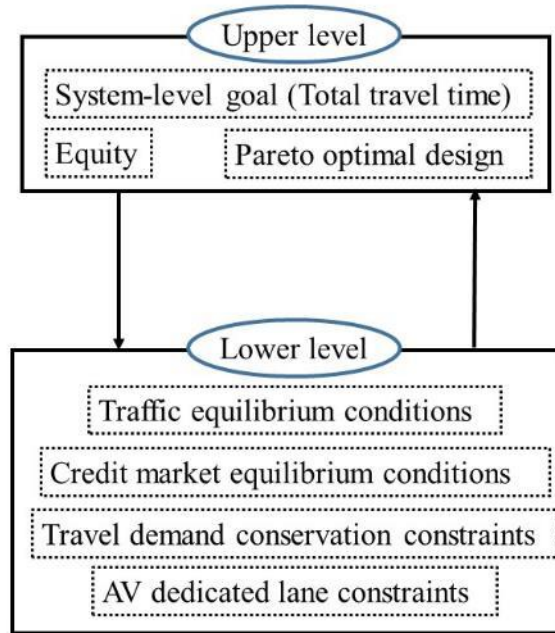 Upper level
System-level goal (Total travel time)
Equity
Pareto optimal design
Lower level
Traffic equilibrium conditions
Credit market equilibrium conditions
Travel demand conservation constraints
AV dedicated lane constraints